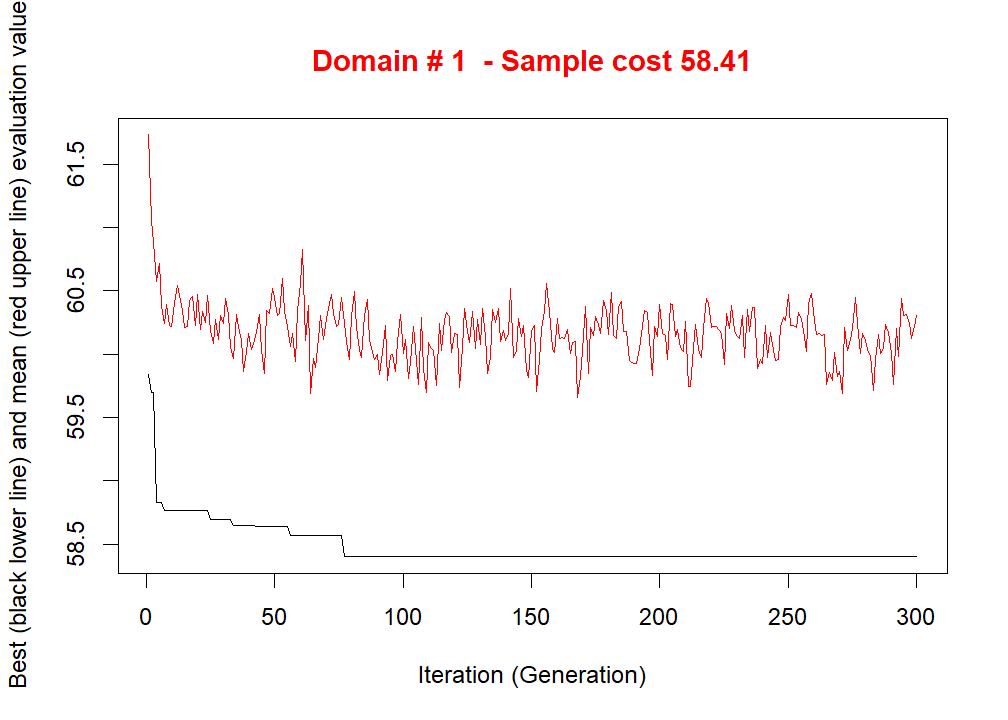 Domain # 1  - Sample cost 58.41
Best (black lower line) and mean (red upper line) evaluation value
61.5
60.5
59.5
58.5
0 50 100 150 200 250 300
Iteration (Generation)